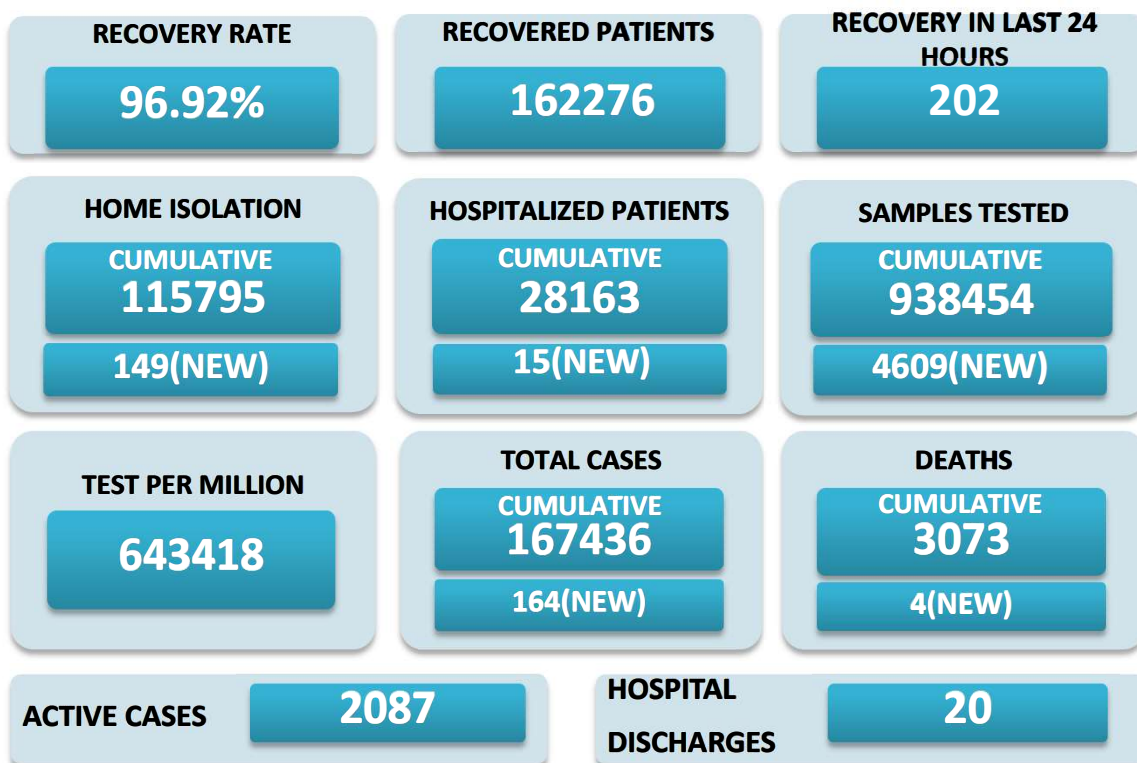 RECOVERY RATE
96.92%
RECOVERED PATIENTS
162276
RECOVERY IN LAST 24
HOURS
202
HOME ISOLATION
CUMULATIVE
115795
149(NEW)
HOSPITALIZED PATIENTS
CUMULATIVE
28163
15(NEW)
SAMPLES TESTED
CUMULATIVE
938454
4609(NEW)
TEST PER MILLION
643418
TOTAL CASES
CUMULATIVE
167436
164(NEW)
DEATHS
CUMULATIVE
3073
4(NEW)
ACTIVE CASES
2087
HOSPITAL
DISCHARGES
20